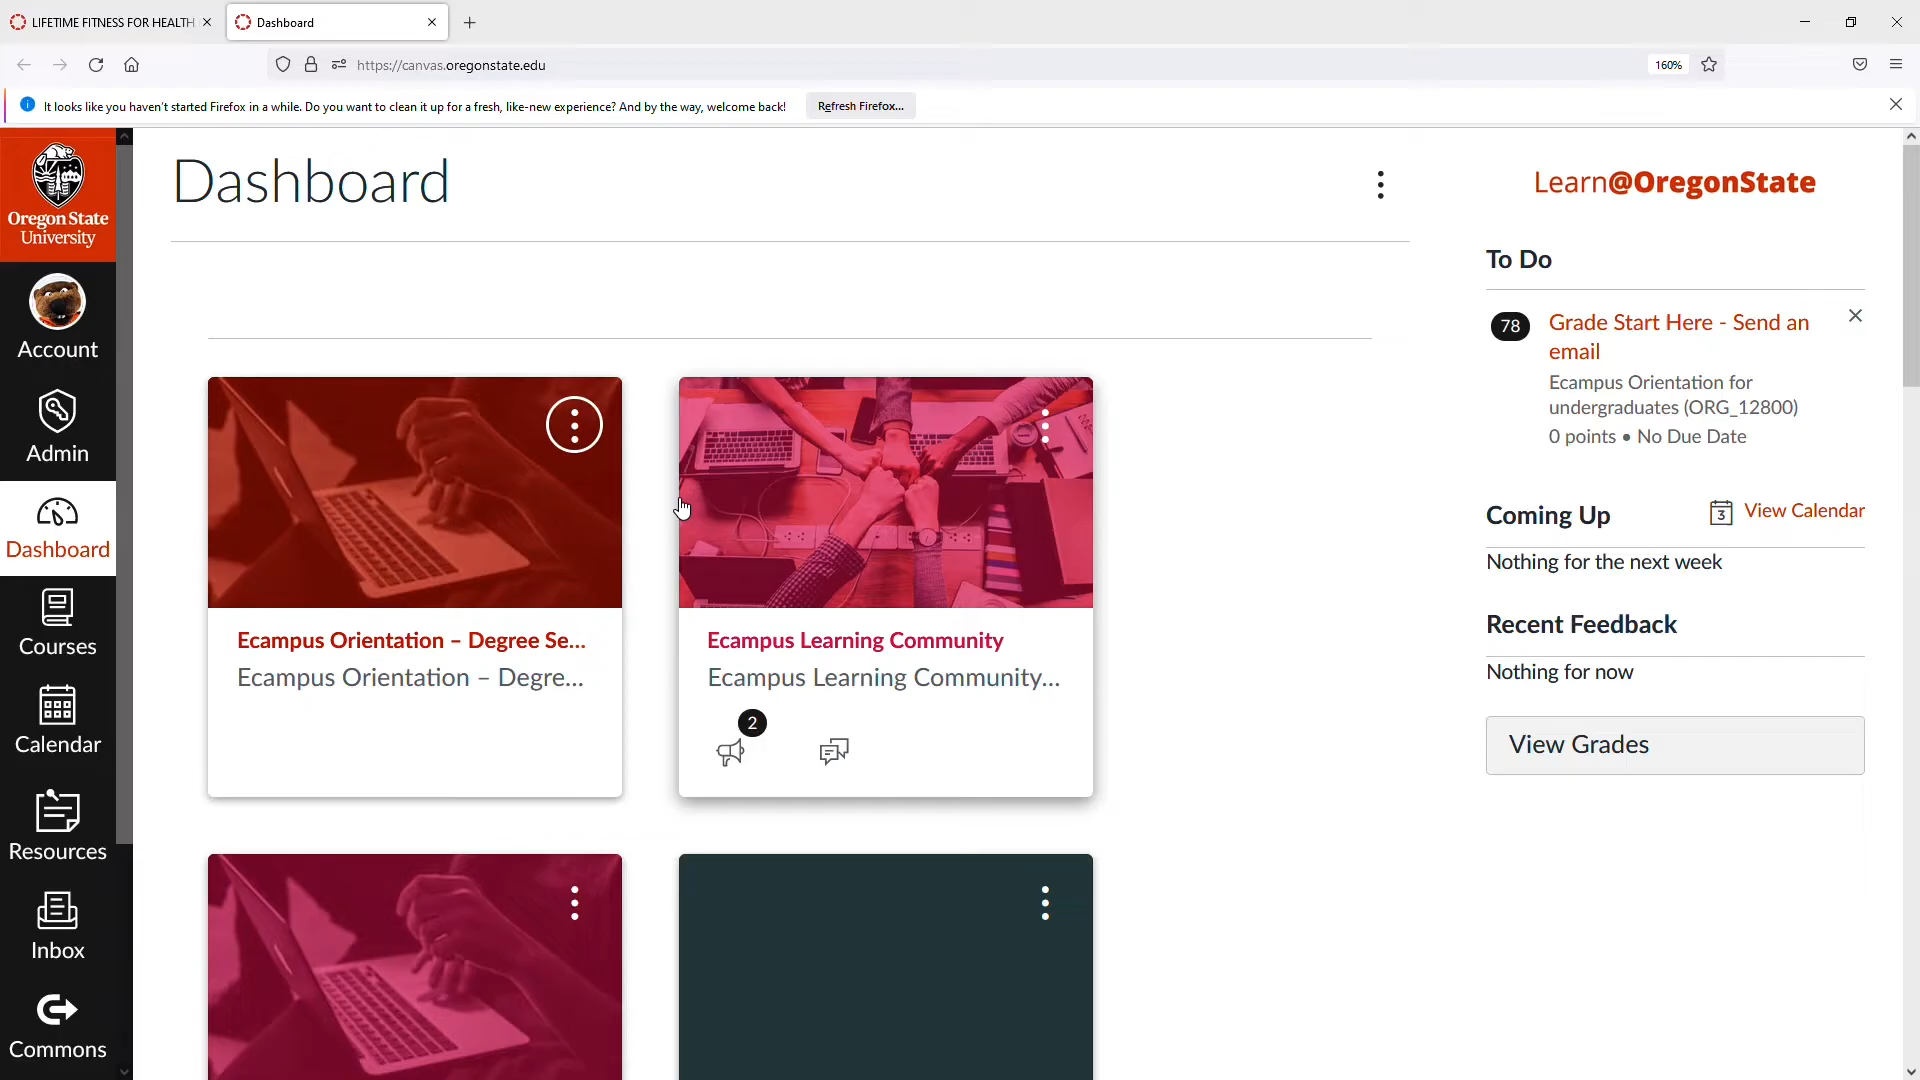 LIFETIME FITNESS FOR HEALTH
Dashboard
https://canvas.oregonstate.edu
160%
It looks like you haven't started Firefox in a while. Do you want to clean it up for a fresh, like-new experience? And by the way, welcome back!
Refresh Firefox...
Oregon State
University
Account
Admin
Dashboard
Courses
Calendar
Resources
Inbox
Commons
Dashboard
Ecampus Orientation – Degree Se...
Ecampus Orientation – Degre...
Ecampus Learning Community
Ecampus Learning Community...
2
Learn@OregonState
To Do
78
Grade Start Here - Send an
email
Ecampus Orientation for
undergraduates (ORG_12800)
0 points • No Due Date
Coming Up
3
View Calendar
Nothing for the next week
Recent Feedback
Nothing for now
View Grades